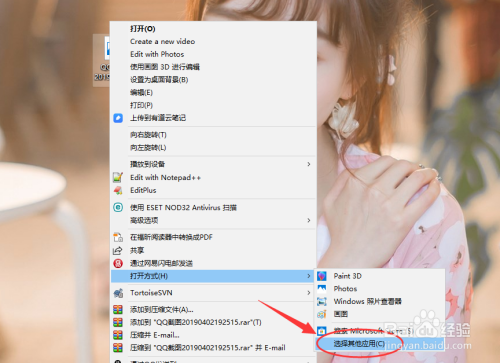 打开(O)
Create a new video
Edit with Photos
使用画图 3D 进行编辑
设置为桌面背景(B)
编辑(E)
打印(P)
上传到有道云笔记
向右旋转(T)
向左旋转(L)
播放到设备
Edit with Notepad++
EditPlus
使用 ESET NOD32 Antivirus 扫描
高级选项
在福昕阅读器中转换成PDF
共享
通过网易闪电邮发送
打开方式(H)
TortoiseSVN
添加到压缩文件(A)...
添加到 "QQ截图20190402192515.rar"(T)
压缩并 E-mail...
压缩到 "QQ截图20190402192515.rar" 并 E-mail
Paint 3D
Photos
Windows 照片查看器
画图
搜索 Microsoft
选择其他应用(C)
Baidu 经验